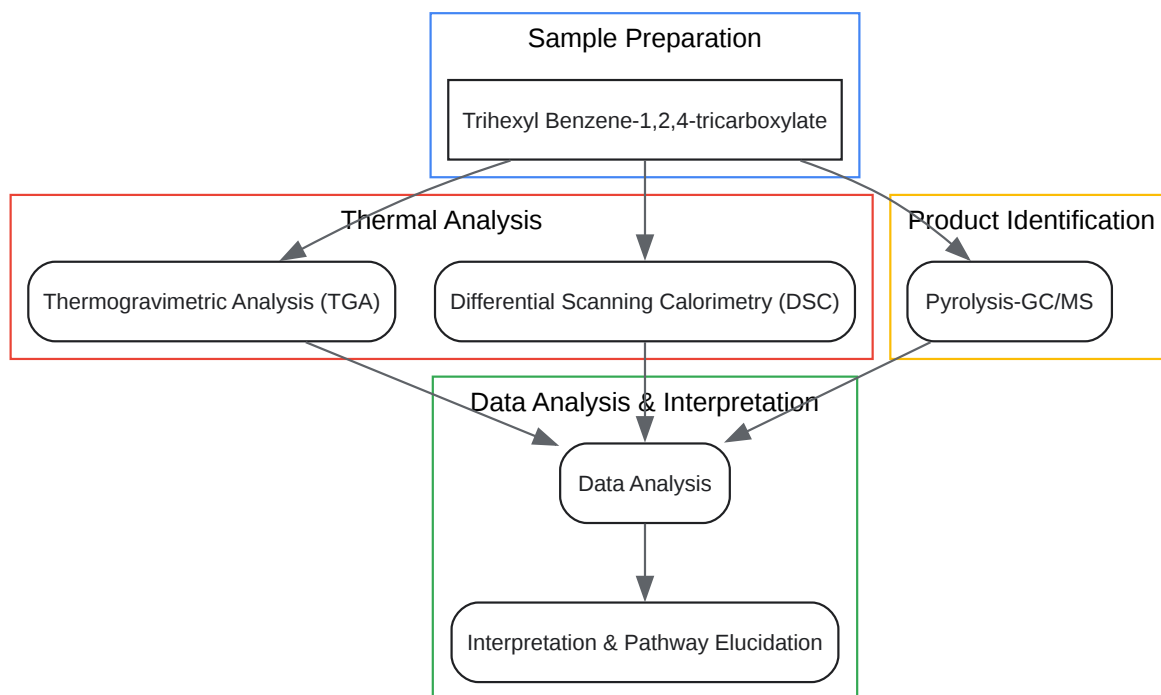 Sample Preparation
Trihexyl Benzene-1,2,4-tricarboxylate
Thermal Analysis
Product Identification
Thermogravimetric Analysis (TGA)
Differential Scanning Calorimetry (DSC)
Pyrolysis-GC/MS
Data Analysis & Interpretation
Data Analysis
Interpretation & Pathway Elucidation